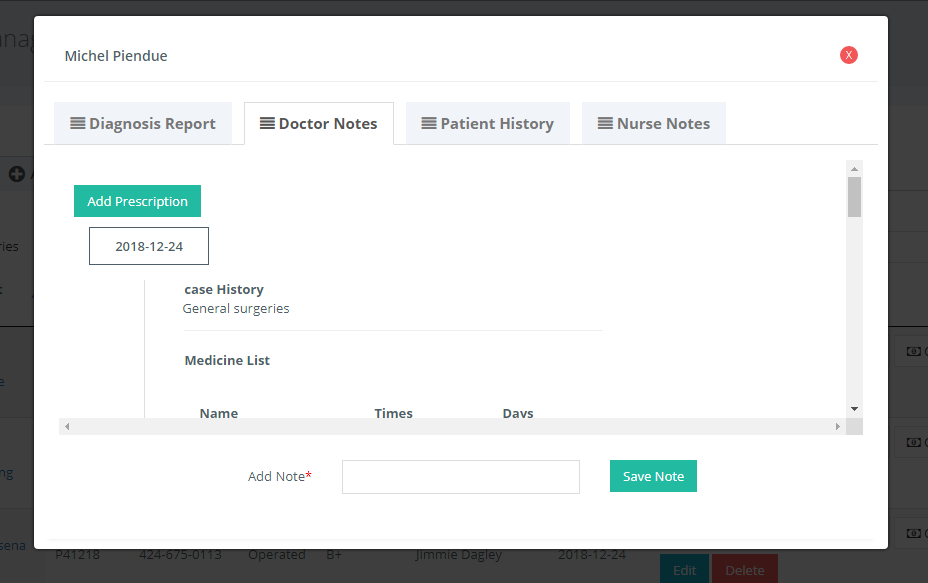 Michel Piendue
X
Diagnosis Report
Doctor Notes
Patient History
Nurse Notes
Add Prescription
2018-12-24
case History
General surgeries
Medicine List
Name Times Days
Add Note*
Save Note
P41218 424-675-0113 Operated B+ Jimmie Dagley 2018-12-24
Edit Delete